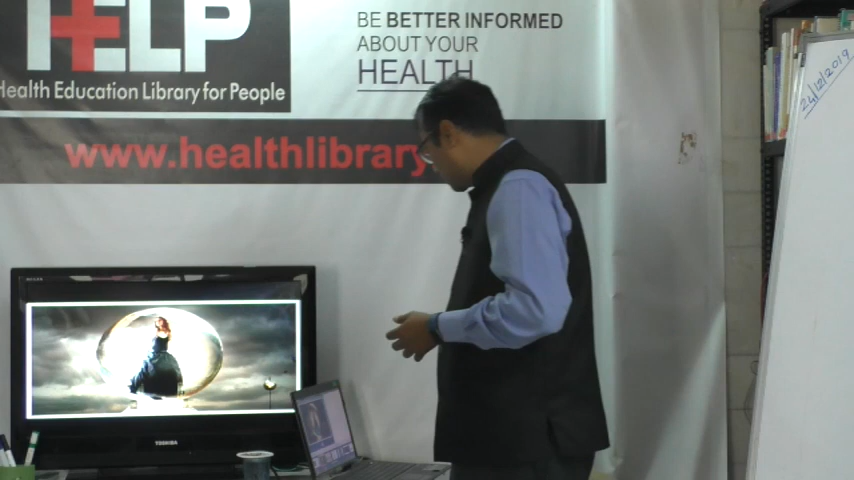 HELP
Health Education Library for People
BE BETTER INFORMED
ABOUT YOUR
HEALTH
www.healthlibrary
24/12/2019
TOSHIBA